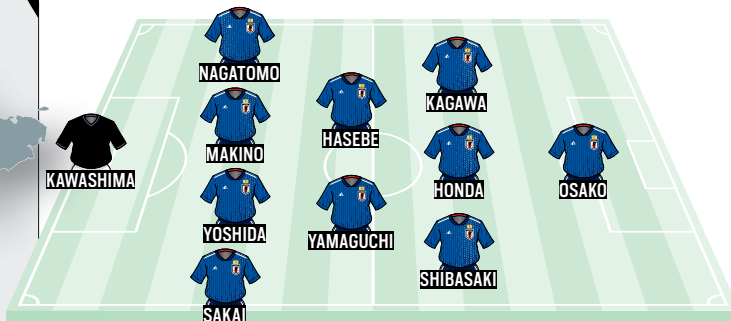 NAGATOMO
KAGAWA
MAKINO
HASEBE
KAWASHIMA
HONDA
OSAKO
YOSHIDA
YAMAGUCHI
SHIBASAKI
SAKAI